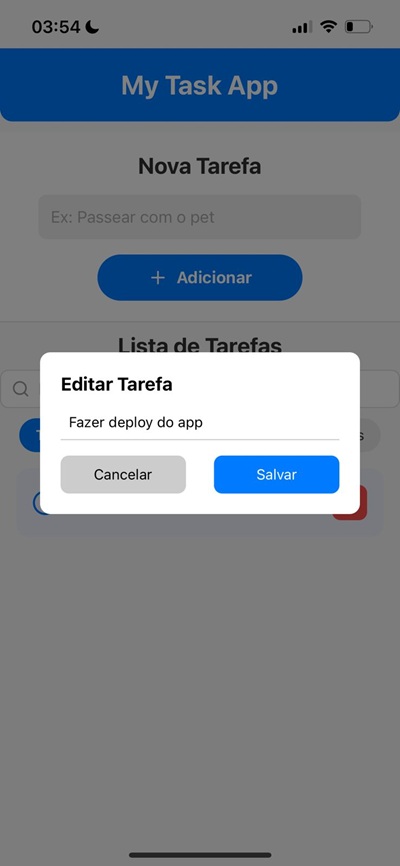 03:54
My Task App
Nova Tarefa
Ex: Passear com o pet
+ Adicionar
Lista de Tarefas
Editar Tarefa
Fazer deploy do app
Cancelar
Salvar